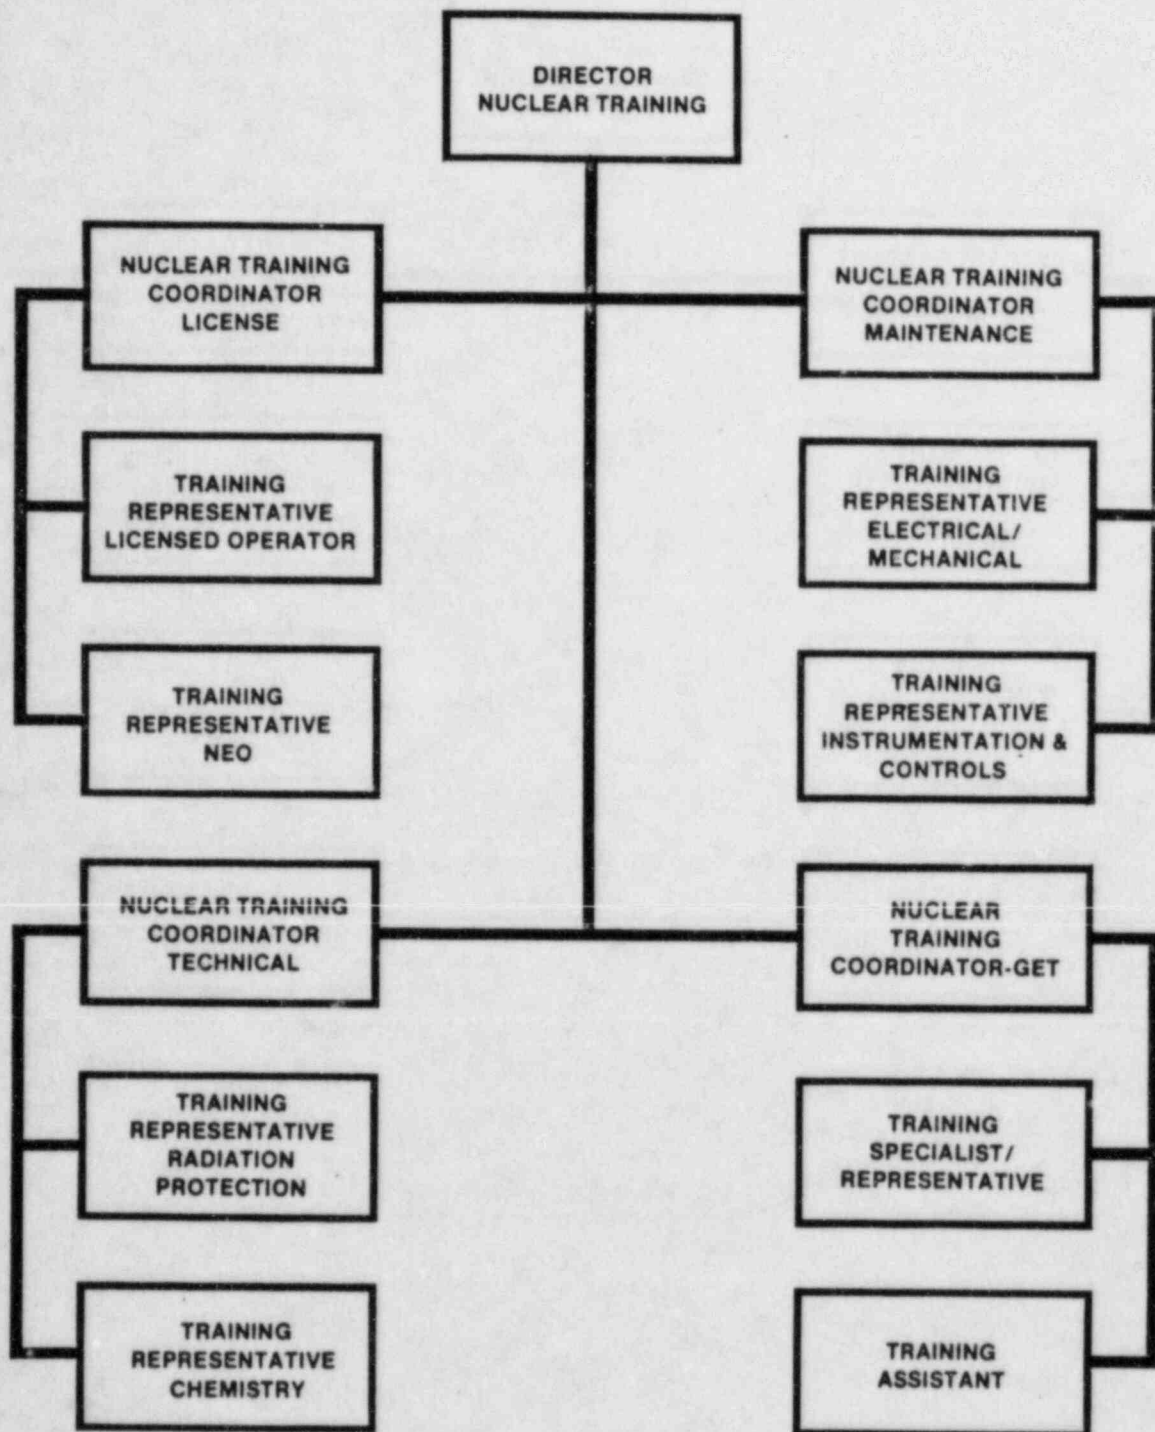 DIRECTOR
NUCLEAR TRAINING
NUCLEAR TRAINING
COORDINATOR
LICENSE
NUCLEAR TRAINING
COORDINATOR
MAINTENANCE
TRAINING
REPRESENTATIVE
LICENSED OPERATOR
TRAINING
REPRESENTATIVE
ELECTRICAL/
MECHANICAL
TRAINING
REPRESENTATIVE
NEO
TRAINING
REPRESENTATIVE
INSTRUMENTATION &
CONTROLS
NUCLEAR TRAINING
COORDINATOR
TECHNICAL
NUCLEAR
TRAINING
COORDINATOR-GET
TRAINING
REPRESENTATIVE
RADIATION
PROTECTION
TRAINING
SPECIALIST/
REPRESENTATIVE
TRAINING
REPRESENTATIVE
CHEMISTRY
TRAINING
ASSISTANT